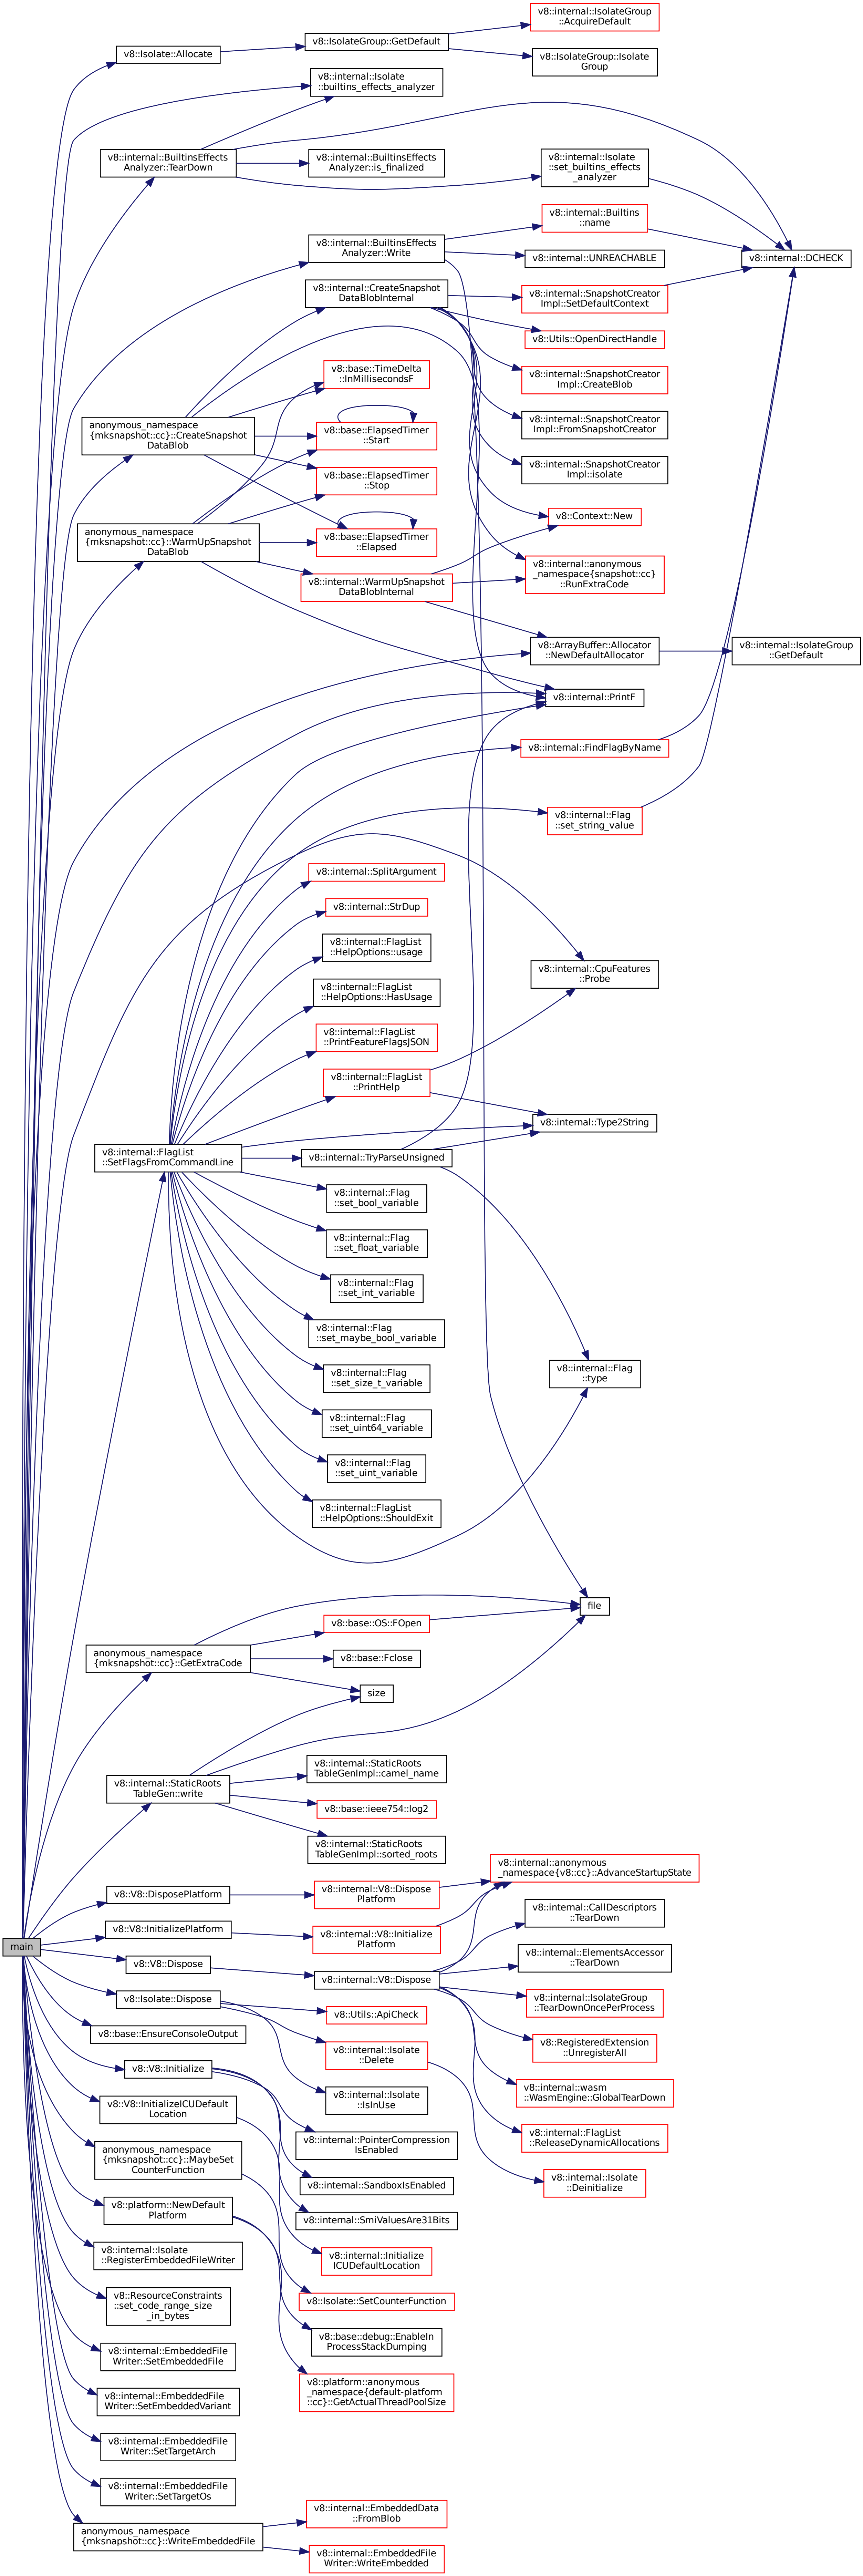 main
v8::Isolate::Allocate
v8::IsolateGroup::GetDefault
v8::internal::IsolateGroup
::AcquireDefault
v8::IsolateGroup::Isolate
Group
v8::internal::Isolate
::builtins_effects_analyzer
v8::internal::BuiltinsEffects
Analyzer::TearDown
v8::internal::BuiltinsEffects
Analyzer::is_finalized
v8::internal::Isolate
::set_builtins_effects
_analyzer
v8::internal::DCHECK
v8::internal::BuiltinsEffects
Analyzer::Write
v8::internal::Builtins
::name
v8::internal::UNREACHABLE
v8::internal::CreateSnapshot
DataBlobInternal
v8::internal::SnapshotCreator
Impl::SetDefaultContext
v8::Utils::OpenDirectHandle
v8::internal::SnapshotCreator
Impl::CreateBlob
v8::internal::SnapshotCreator
Impl::FromSnapshotCreator
v8::internal::SnapshotCreator
Impl::isolate
v8::base::TimeDelta
::InMillisecondsF
anonymous_namespace
{mksnapshot::cc}::CreateSnapshot
DataBlob
v8::base::ElapsedTimer
::Start
v8::base::ElapsedTimer
::Stop
v8::base::ElapsedTimer
::Elapsed
anonymous_namespace
{mksnapshot::cc}::WarmUpSnapshot
DataBlob
v8::internal::WarmUpSnapshot
DataBlobInternal
v8::Context::New
v8::internal::anonymous
_namespace{snapshot::cc}
::RunExtraCode
v8::ArrayBuffer::Allocator
::NewDefaultAllocator
v8::internal::IsolateGroup
::GetDefault
v8::internal::PrintF
v8::internal::FindFlagByName
v8::internal::Flag
::set_string_value
v8::internal::SplitArgument
v8::internal::StrDup
v8::internal::FlagList
::HelpOptions::usage
v8::internal::FlagList
::HelpOptions::HasUsage
v8::internal::FlagList
::PrintFeatureFlagsJSON
v8::internal::FlagList
::PrintHelp
v8::internal::CpuFeatures
::Probe
v8::internal::Type2String
v8::internal::FlagList
::SetFlagsFromCommandLine
v8::internal::TryParseUnsigned
v8::internal::Flag
::set_bool_variable
v8::internal::Flag
::set_float_variable
v8::internal::Flag
::set_int_variable
v8::internal::Flag
::set_maybe_bool_variable
v8::internal::Flag
::set_size_t_variable
v8::internal::Flag
::set_uint64_variable
v8::internal::Flag
::set_uint_variable
v8::internal::FlagList
::HelpOptions::ShouldExit
v8::internal::Flag
::type
file
anonymous_namespace
{mksnapshot::cc}::GetExtraCode
v8::base::OS::FOpen
v8::base::Fclose
size
v8::internal::StaticRoots
TableGen::write
v8::internal::StaticRoots
TableGenImpl::camel_name
v8::base::ieee754::log2
v8::internal::StaticRoots
TableGenImpl::sorted_roots
v8::V8::DisposePlatform
v8::internal::V8::Dispose
Platform
v8::internal::anonymous
_namespace{v8::cc}::AdvanceStartupState
v8::V8::InitializePlatform
v8::internal::V8::Initialize
Platform
v8::V8::Dispose
v8::internal::V8::Dispose
v8::internal::CallDescriptors
::TearDown
v8::internal::ElementsAccessor
::TearDown
v8::internal::IsolateGroup
::TearDownOncePerProcess
v8::RegisteredExtension
::UnregisterAll
v8::internal::wasm
::WasmEngine::GlobalTearDown
v8::internal::FlagList
::ReleaseDynamicAllocations
v8::Isolate::Dispose
v8::Utils::ApiCheck
v8::internal::Isolate
::Delete
v8::internal::Isolate
::IsInUse
v8::internal::Isolate
::Deinitialize
v8::base::EnsureConsoleOutput
v8::V8::Initialize
v8::internal::PointerCompression
IsEnabled
v8::internal::SandboxIsEnabled
v8::internal::SmiValuesAre31Bits
v8::V8::InitializeICUDefault
Location
v8::internal::Initialize
ICUDefaultLocation
anonymous_namespace
{mksnapshot::cc}::MaybeSet
CounterFunction
v8::Isolate::SetCounterFunction
v8::platform::NewDefault
Platform
v8::base::debug::EnableIn
ProcessStackDumping
v8::platform::anonymous
_namespace{default-platform
::cc}::GetActualThreadPoolSize
v8::internal::Isolate
::RegisterEmbeddedFileWriter
v8::ResourceConstraints
::set_code_range_size
_in_bytes
v8::internal::EmbeddedFile
Writer::SetEmbeddedFile
v8::internal::EmbeddedFile
Writer::SetEmbeddedVariant
v8::internal::EmbeddedFile
Writer::SetTargetArch
v8::internal::EmbeddedFile
Writer::SetTargetOs
anonymous_namespace
{mksnapshot::cc}::WriteEmbeddedFile
v8::internal::EmbeddedData
::FromBlob
v8::internal::EmbeddedFile
Writer::WriteEmbedded